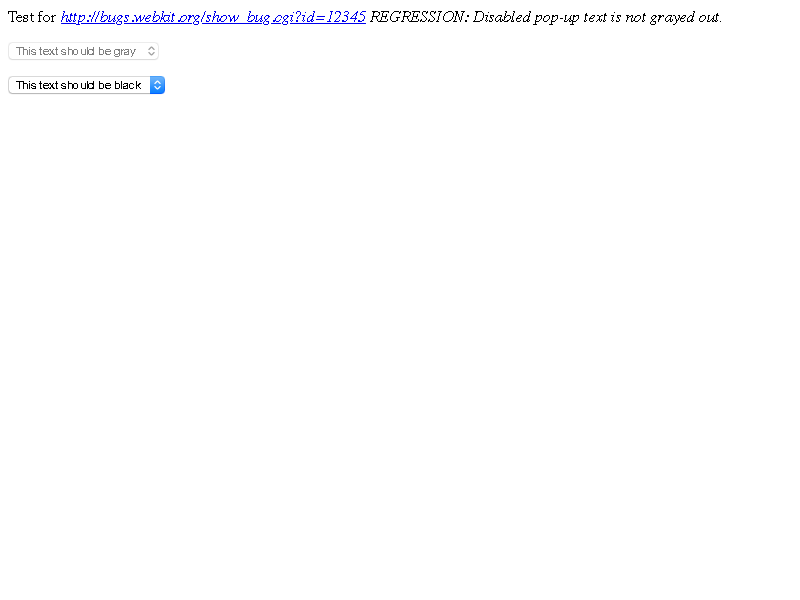 Test for http://bugs.webkit.org/show_bug.cgi?id=12345 REGRESSION: Disabled pop-up text is not grayed out.
This text should be gray
This text should be black